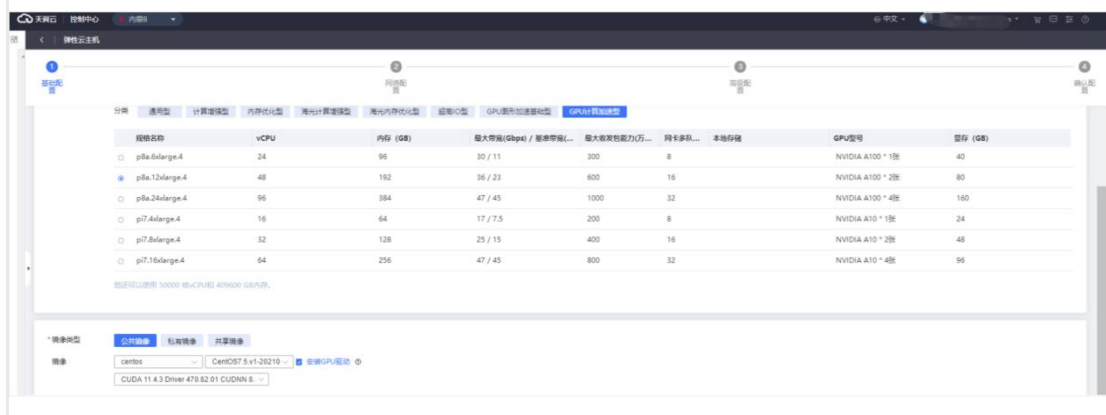 天翼云 控制中心 内蒙8 中文
弹性云主机
1 2 3 4
基础配置 网络配置 高级配置 确认配置
分类 通用型 计算增强型 内存优化型 海光计算增强型 海光内存优化型 超高IO型 GPU图形加速基础型 GPU计算加速型
规格名称 vCPU 内存 (GB) 最大带宽(Gbps) / 基准带宽(... 最大收发包能力(万... 网卡多队... 本地存储 GPU型号 显存 (GB)
p8a.6xlarge.4 24 96 30 / 11 300 8 NVIDIA A100 * 1张 40
p8a.12xlarge.4 48 192 36 / 23 600 16 NVIDIA A100 * 2张 80
p8a.24xlarge.4 96 384 47 / 45 1000 32 NVIDIA A100 * 4张 160
pi7.4xlarge.4 16 64 17 / 7.5 200 8 NVIDIA A10 * 1张 24
pi7.8xlarge.4 32 128 25 / 15 400 16 NVIDIA A10 * 2张 48
pi7.16xlarge.4 64 256 47 / 45 800 32 NVIDIA A10 * 4张 96
您还可以使用 50000 核vCPU和 409600 GB内存。
*镜像类型 公共镜像 私有镜像 共享镜像
镜像 centos CentOS7.5.v1-20210 安装GPU驱动
CUDA 11.4.3 Driver 470.82.01 CUDNN 8.